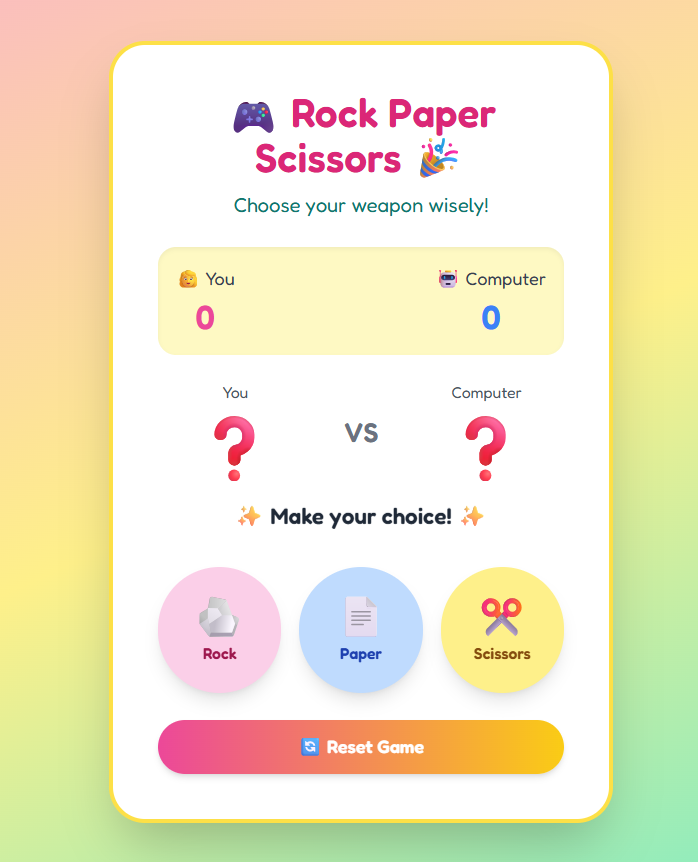 Rock Paper
Scissors
Choose your weapon wisely!
You
Computer
0
0
You
Computer
VS
Make your choice!
Rock
Paper
Scissors
Reset Game